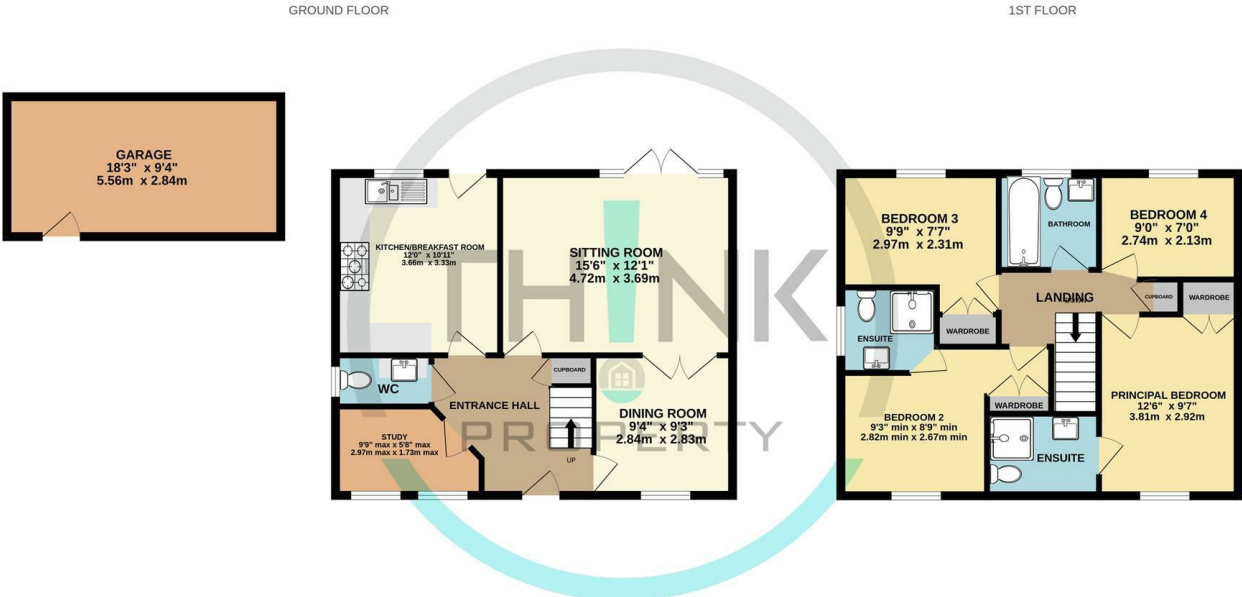 GROUND FLOOR
GARAGE
18'3" x 9'4"
5.56m x 2.84m
KITCHEN/BREAKFAST ROOM
12'0" x 10'11"
3.66m x 3.33m
SITTING ROOM
15'6" x 12'1"
4.72m x 3.69m
WC
CUPBOARD
ENTRANCE HALL
STUDY
9'9" max x 5'8" max
2.97m max x 1.73m max
UP
DINING ROOM
9'4" x 9'3"
2.84m x 2.83m
1ST FLOOR
BEDROOM 3
9'9" x 7'7"
2.97m x 2.31m
BATHROOM
BEDROOM 4
9'0" x 7'0"
2.74m x 2.13m
LANDING
DOWN
CUPBOARD
WARDROBE
WARDROBE
ENSUITE
BEDROOM 2
9'3" min x 8'9" min
2.82m min x 2.67m min
WARDROBE
PRINCIPAL BEDROOM
12'6" x 9'7"
3.81m x 2.92m
ENSUITE
TH!NK
PROPERTY